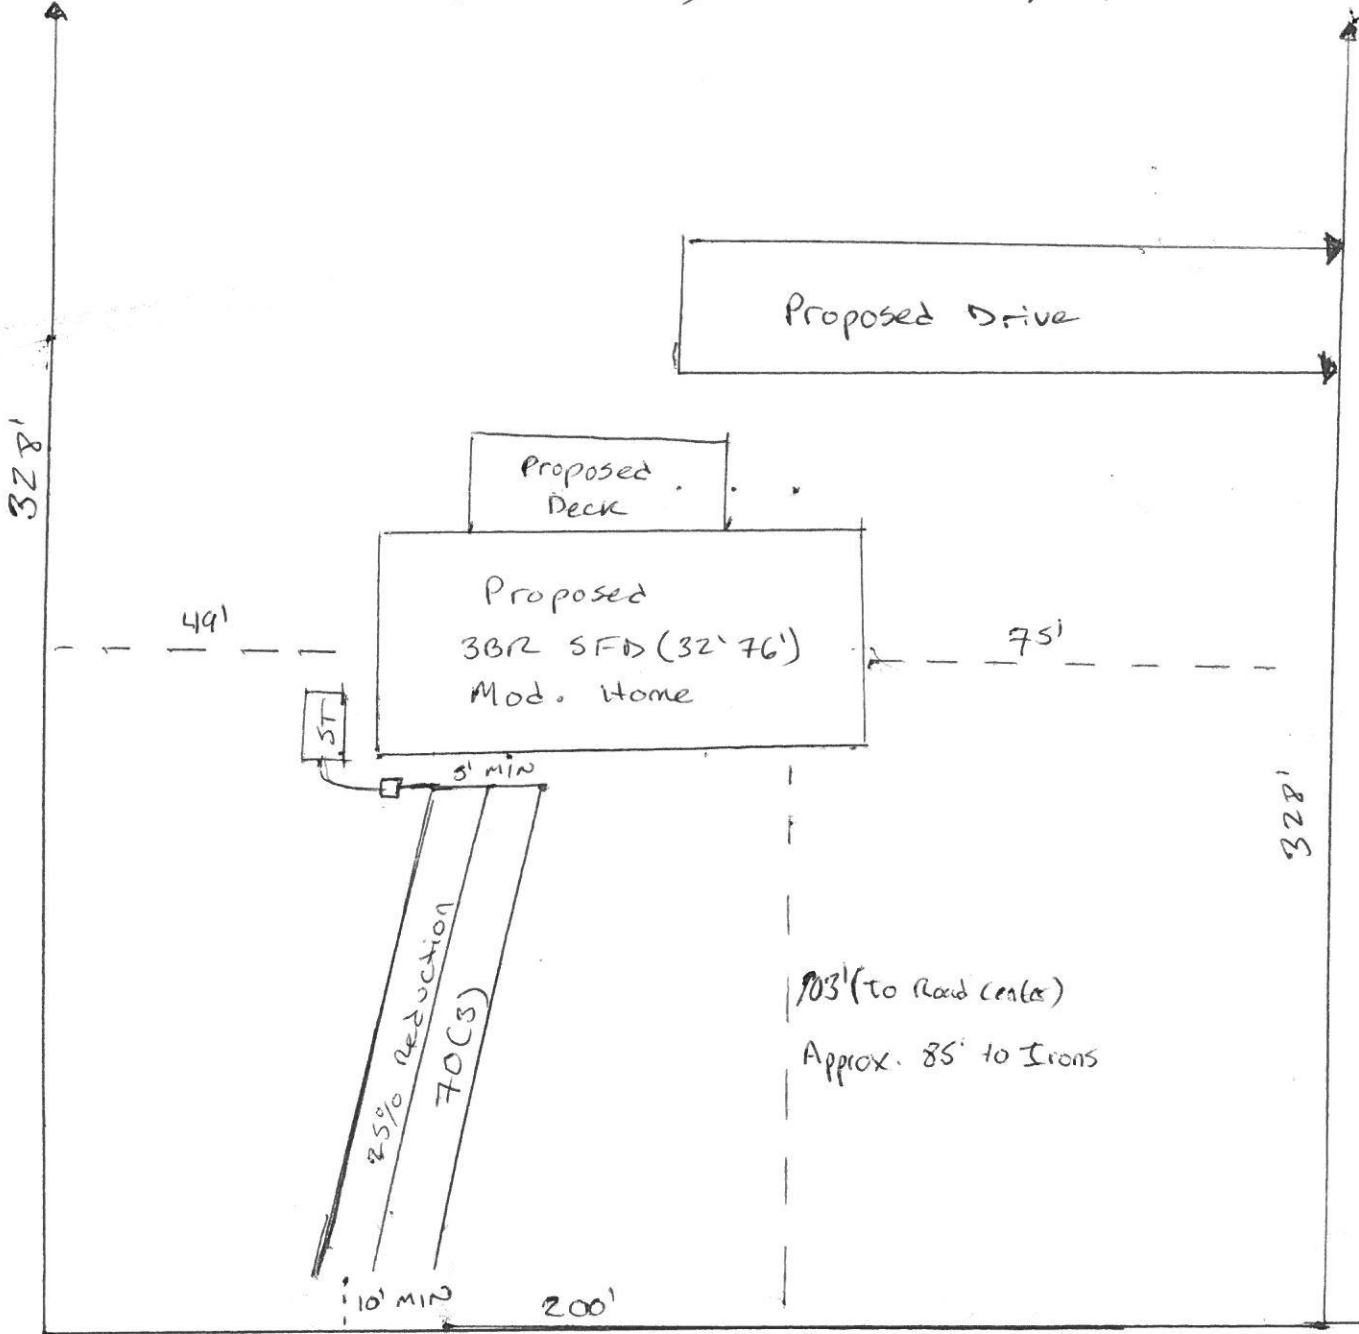 Proposed Drive
328'
Proposed
Deck
Proposed
3BR SFD (32' 76')
Mod. Home
49'
75'
ST
5' MIN
328'
25% Reduction
70(3)
103' (to Road center)
Approx. 85' to Irons
10' MIN
200'